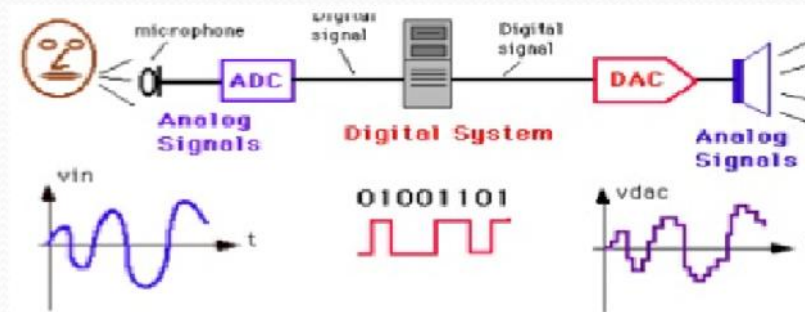 microphone
Digital
signal
Digital
signal
ADC
DAC
Analog
Signals
Digital System
Analog
Signals
vin
t
01001101
vdac